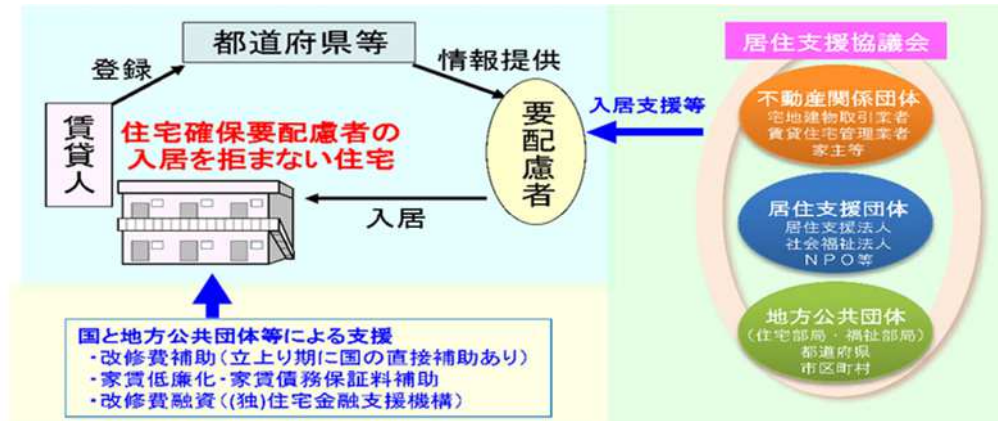 都道府県等
登録
情報提供
賃貸人
住宅確保要配慮者の
入居を拒まない住宅
要配慮者
入居
国と地方公共団体等による支援
・改修費補助(立上り期に国の直接補助あり)
・家賃低廉化・家賃債務保証料補助
・改修費融資((独)住宅金融支援機構)
入居支援等
居住支援協議会
不動産関係団体
宅地建物取引業者
賃貸住宅管理業者
家主等
居住支援団体
居住支援法人
社会福祉法人
NPO等
地方公共団体
(住宅部局・福祉部局)
都道府県
市区町村